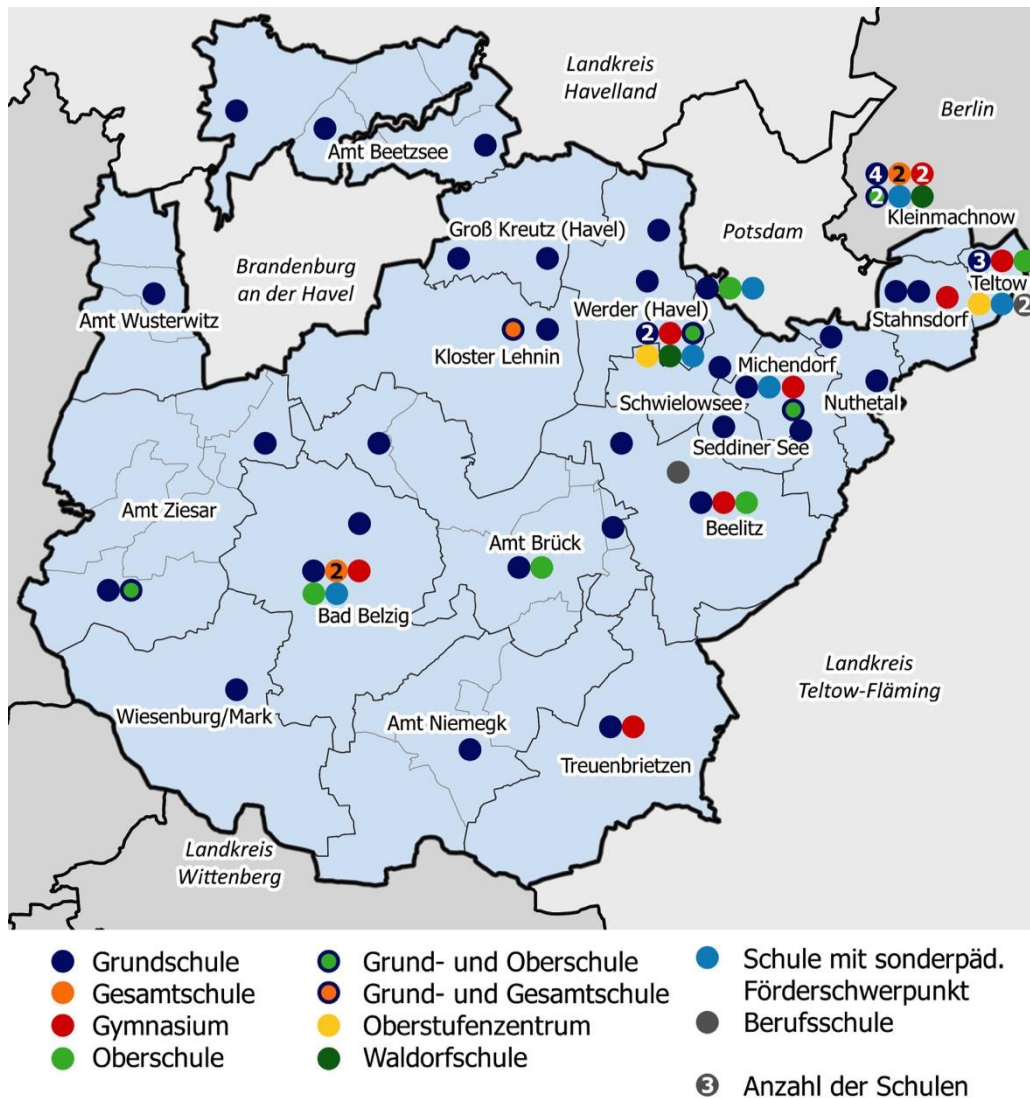 Landkreis
Havelland
Berlin
Amt Beetzsee
4 2 2
2
Kleinmachnow
Groß Kreutz (Havel)
Potsdam
Brandenburg
an der Havel
3
Teltow
Amt Wusterwitz
Werder (Havel)
2
Stahnsdorf
2
Kloster Lehnin
Michendorf
Schwielowsee
Nuthetal
Seddiner See
Amt Ziesar
Beelitz
Amt Brück
2
Bad Belzig
Landkreis
Teltow-Fläming
Wiesenburg/Mark
Amt Niemegk
Treuenbrietzen
Landkreis
Wittenberg
Grundschule
Gesamtschule
Gymnasium
Oberschule
Grund- und Oberschule
Grund- und Gesamtschule
Oberstufenzentrum
Waldorfschule
Schule mit sonderpäd.
Förderschwerpunkt
Berufsschule
3 Anzahl der Schulen